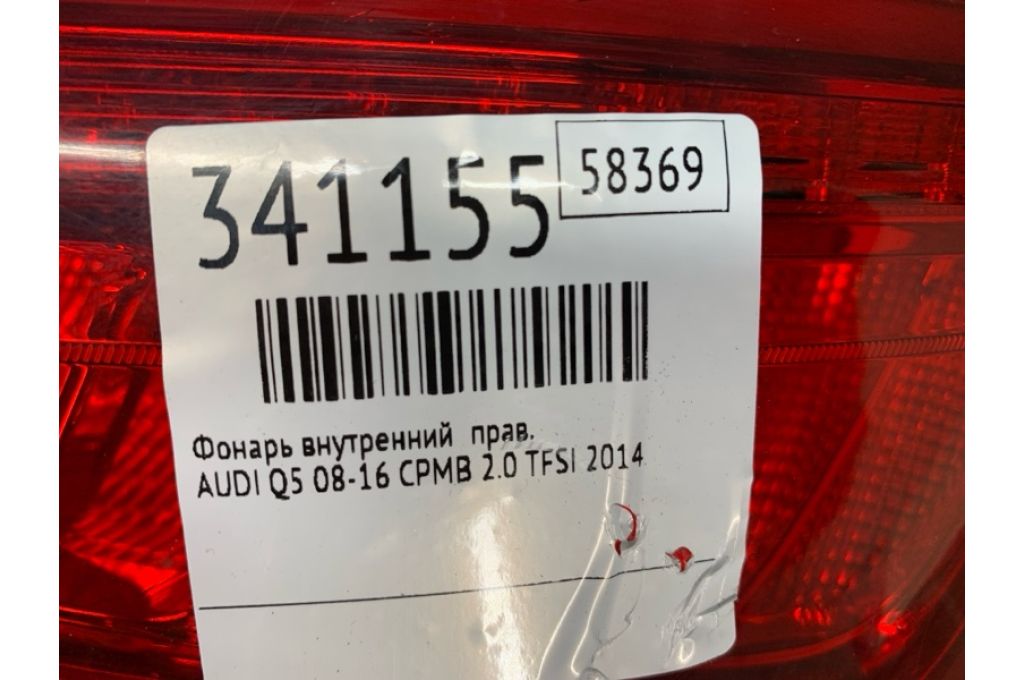 341155
58369
Фонарь внутренний прав.
AUDI Q5 08-16 CPMB 2.0 TFSI 2014